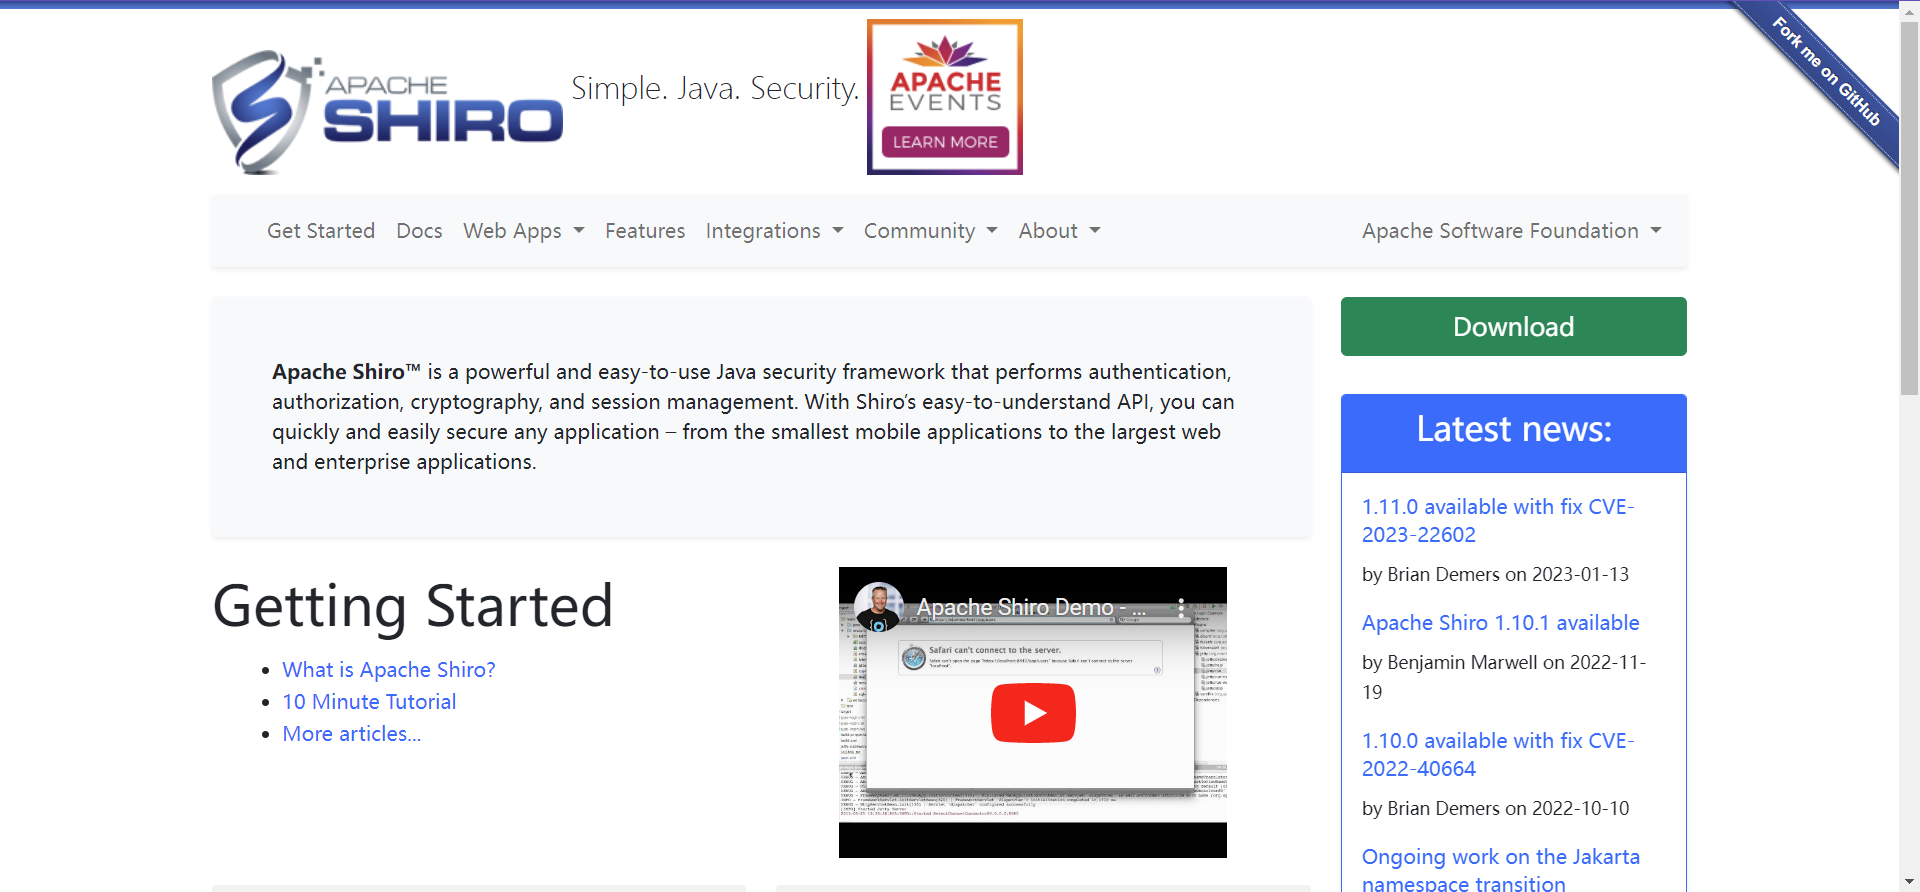 APACHE
SHIRO
Simple. Java. Security.
APACHE
EVENTS
LEARN MORE
Fork me on GitHub
Get Started Docs Web Apps Features Integrations Community About Apache Software Foundation
Apache Shiro™ is a powerful and easy-to-use Java security framework that performs authentication,
authorization, cryptography, and session management. With Shiro’s easy-to-understand API, you can
quickly and easily secure any application – from the smallest mobile applications to the largest web
and enterprise applications.
Getting Started
What is Apache Shiro?
10 Minute Tutorial
More articles...
Apache Shiro Demo - ...
Safari can't connect to the server.
Download
Latest news:
1.11.0 available with fix CVE-
2023-22602
by Brian Demers on 2023-01-13
Apache Shiro 1.10.1 available
by Benjamin Marwell on 2022-11-
19
1.10.0 available with fix CVE-
2022-40664
by Brian Demers on 2022-10-10
Ongoing work on the Jakarta
namespace transition